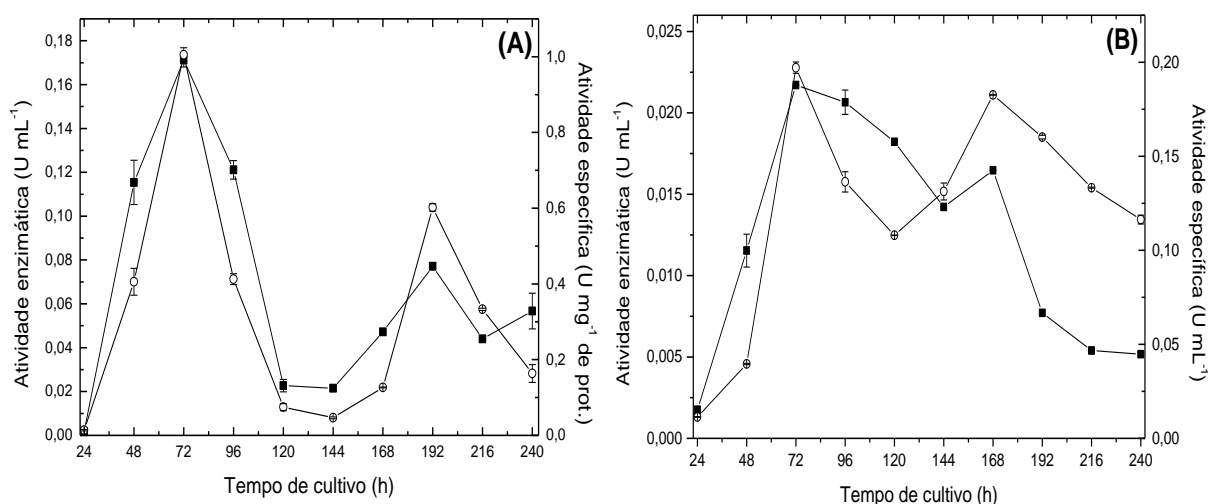 (A)
Atividade enzimática (U mL⁻¹)
0,18
0,16
0,14
0,12
0,10
0,08
0,06
0,04
0,02
0,00
24 48 72 96 120 144 168 192 216 240
Tempo de cultivo (h)
1,0
0,8
0,6
0,4
0,2
0,0
Atividade específica (U mg⁻¹ de prot.)
(B)
Atividade enzimática (U mL⁻¹)
0,025
0,020
0,015
0,010
0,005
0,000
24 48 72 96 120 144 168 192 216 240
Tempo de cultivo (h)
0,20
0,15
0,10
0,05
0,00
Atividade específica (U mL⁻¹)